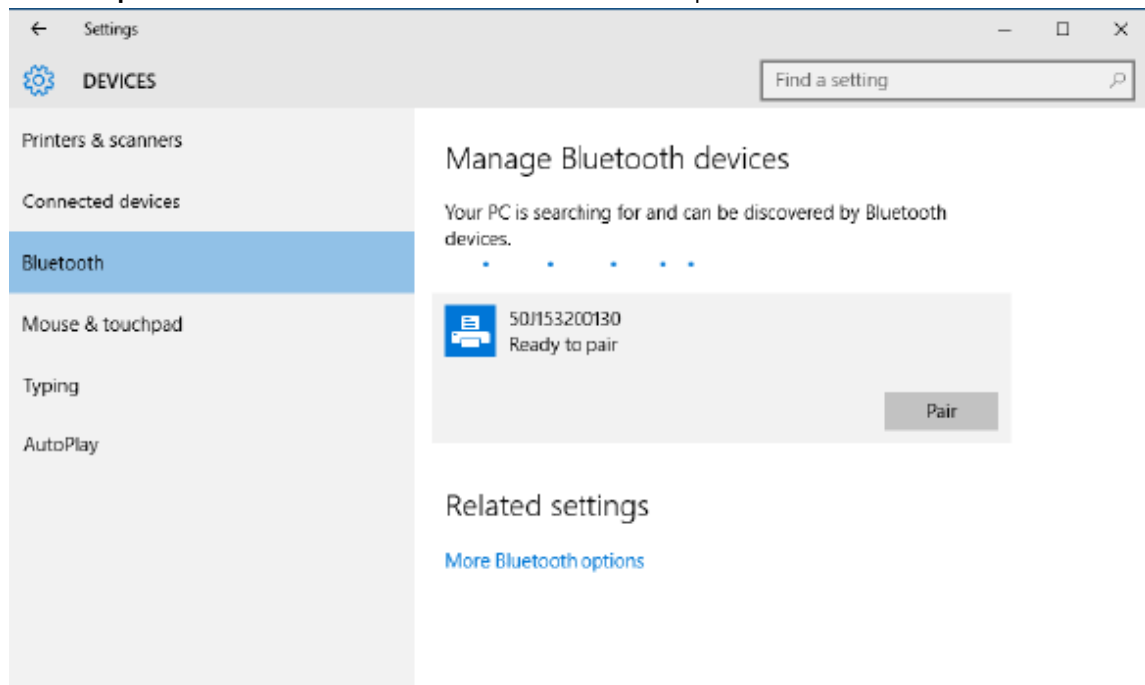 Settings
DEVICES
Find a setting
Printers & scanners
Connected devices
Bluetooth
Mouse & touchpad
Typing
AutoPlay
Manage Bluetooth devices
Your PC is searching for and can be discovered by Bluetooth
devices.
50J153200130
Ready to pair
Pair
Related settings
More Bluetooth options